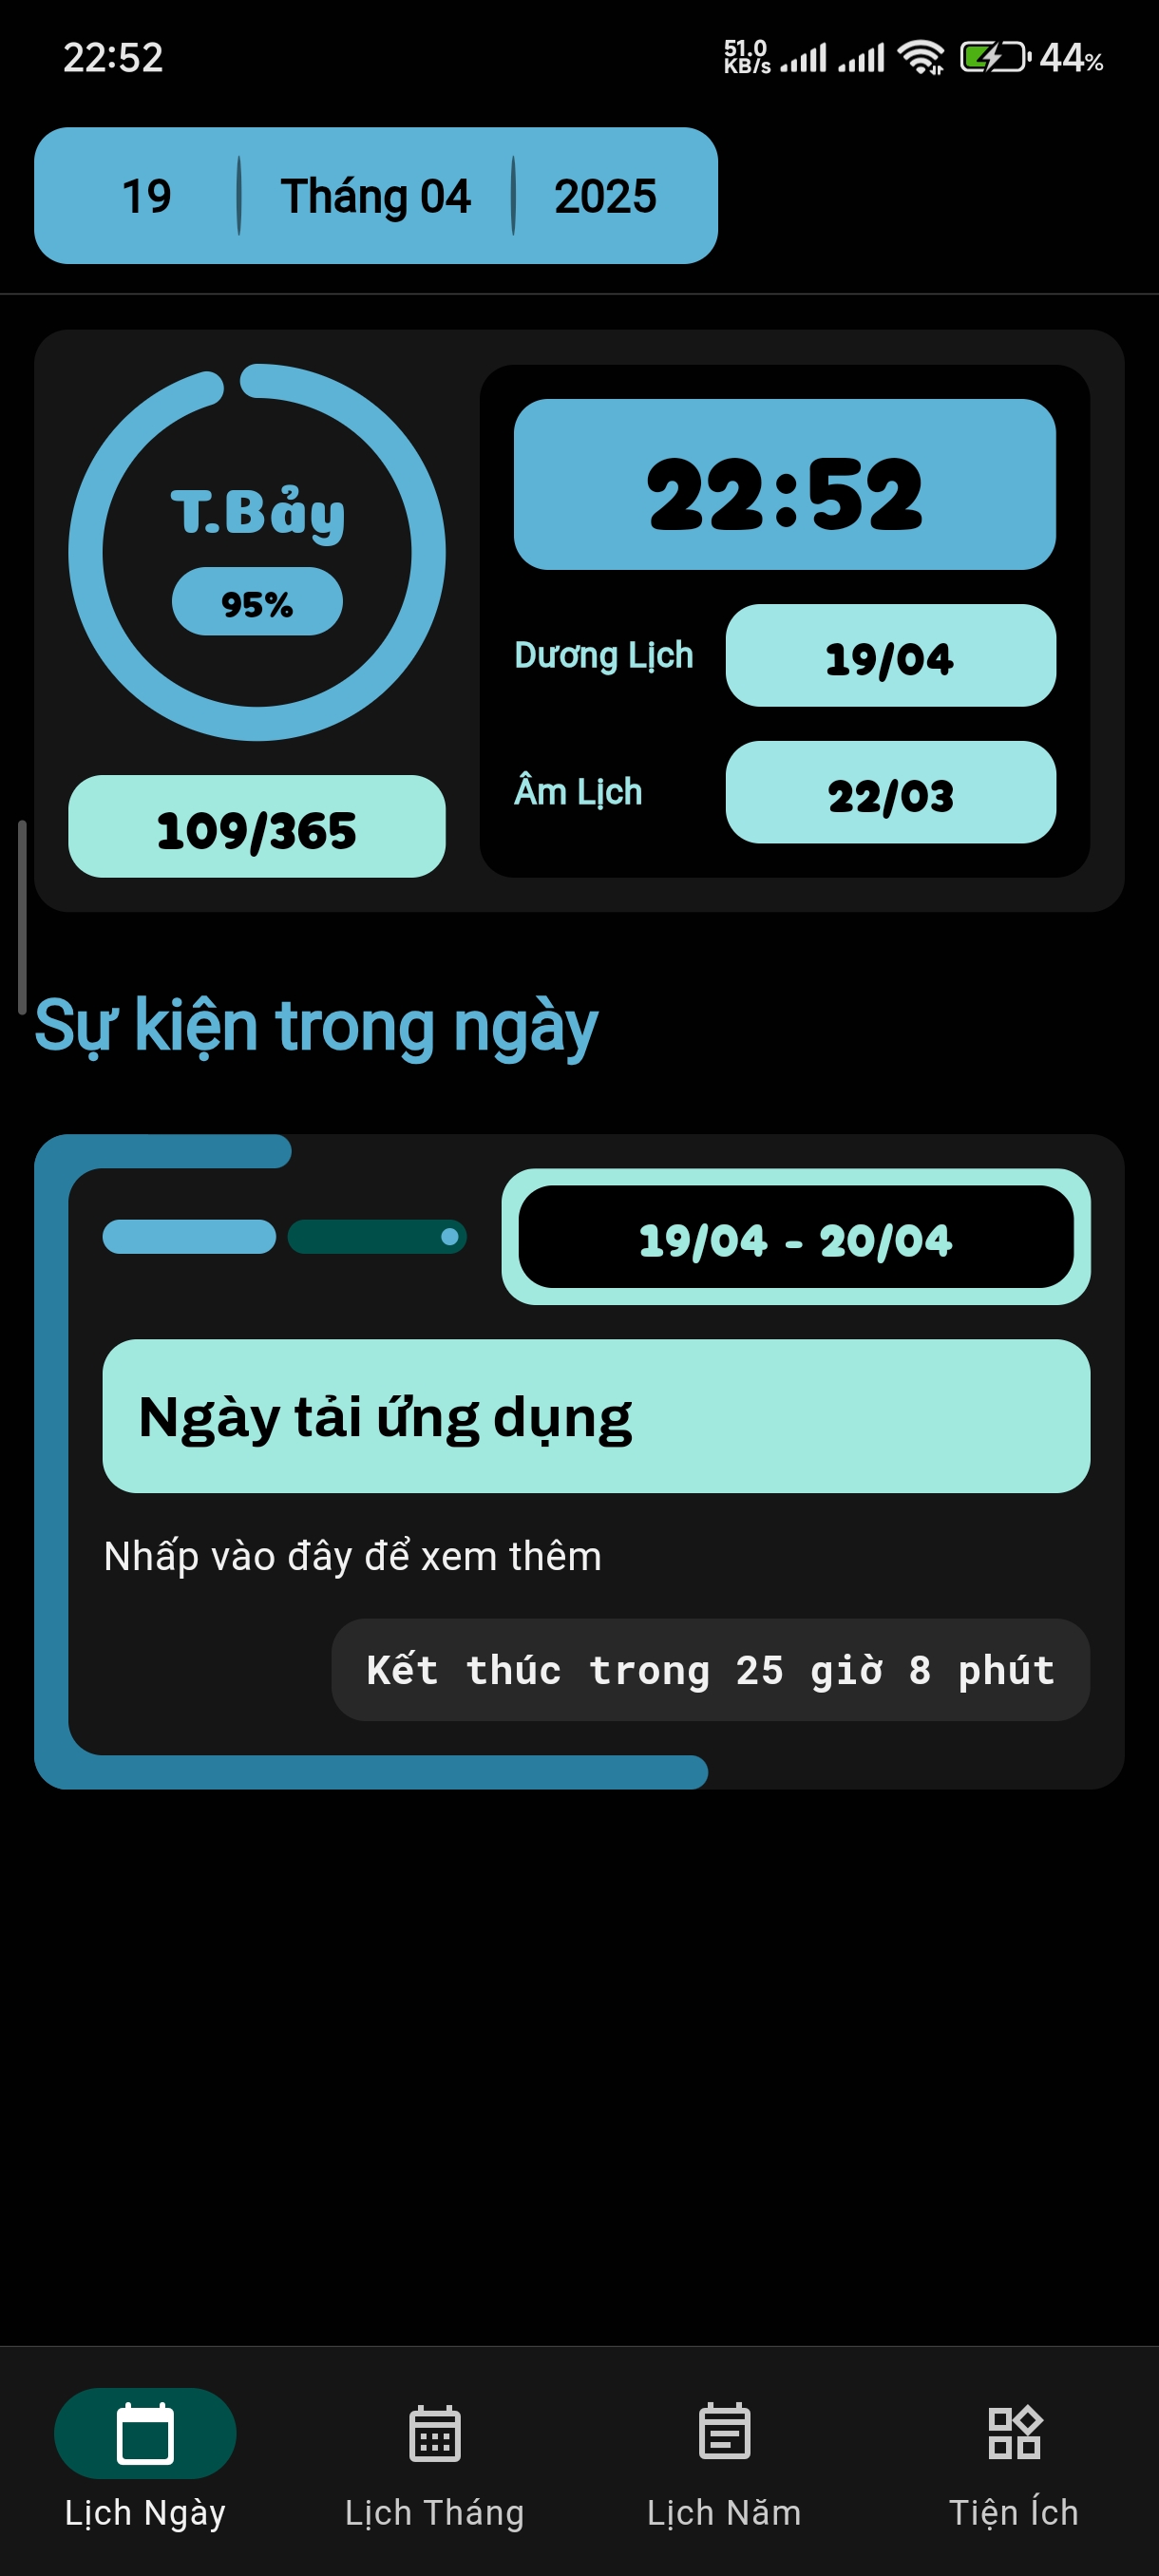 22:52
51.0 KB/s
44%
19 Tháng 04 2025
T.Bảy
95%
109/365
22:52
Dương Lịch 19/04
Âm Lịch 22/03
Sự kiện trong ngày
19/04 - 20/04
Ngày tải ứng dụng
Nhấp vào đây để xem thêm
Kết thúc trong 25 giờ 8 phút
Lịch Ngày Lịch Tháng Lịch Năm Tiện Ích